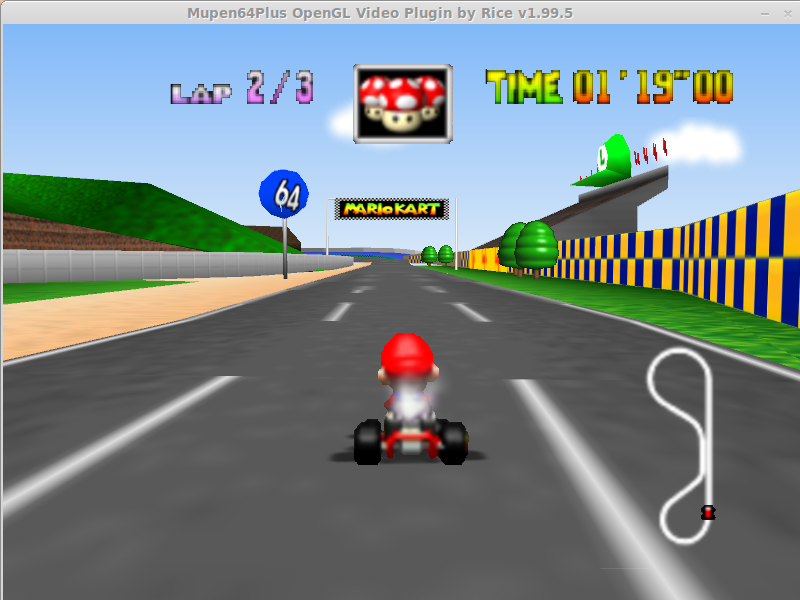 Mupen64Plus OpenGL Video Plugin by Rice v1.99.5
LAP 2/3
TIME 01'19"00
64
MARIO KART
L